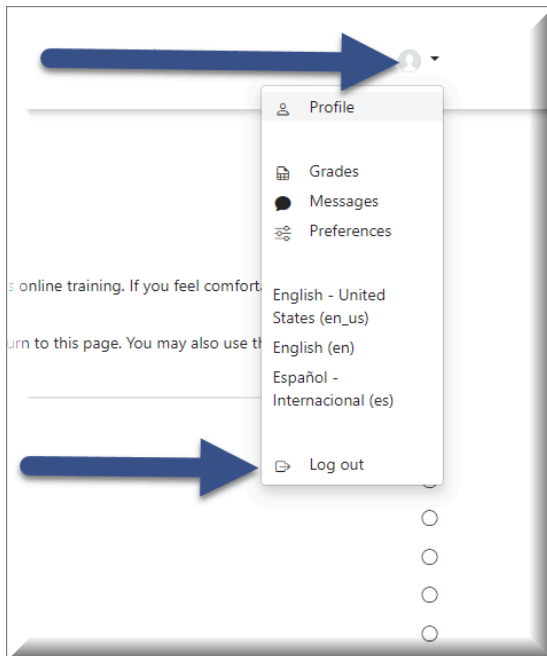 Profile
Grades
Messages
Preferences
s online training. If you feel comfort
English - United
States (en_us)
urn to this page. You may also use th
English (en)
Español -
Internacional (es)
Log out